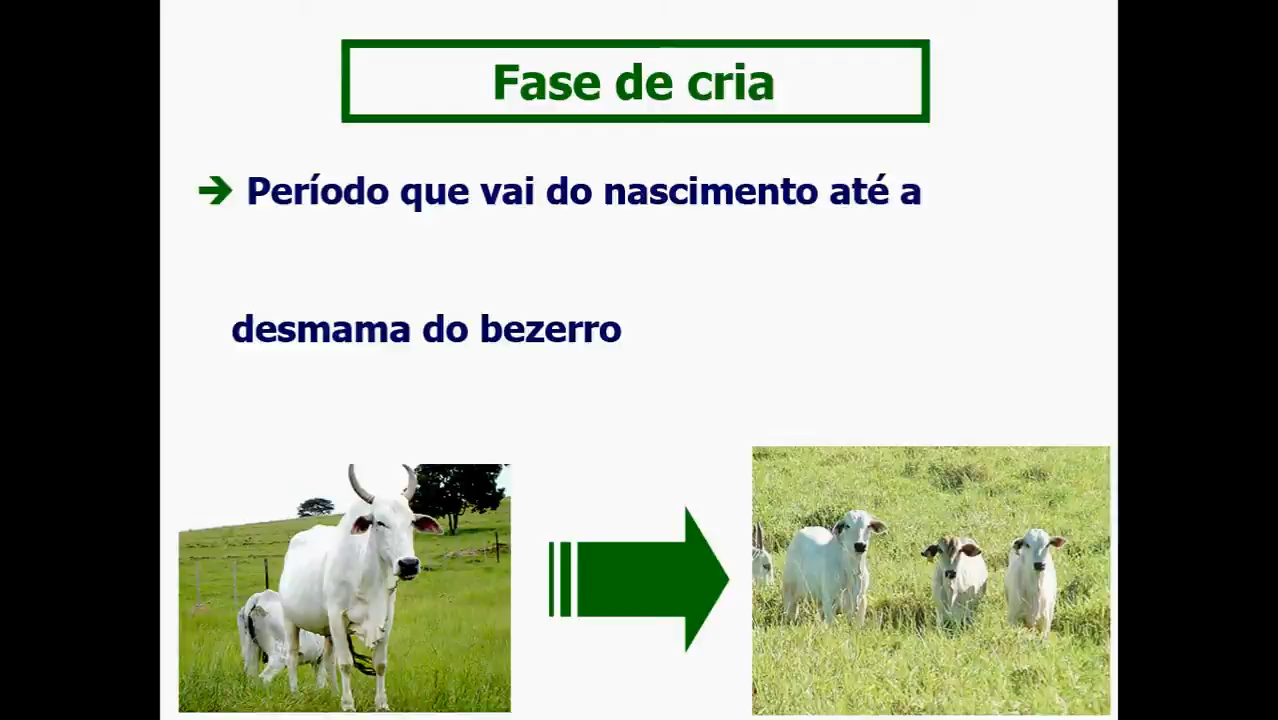 Fase de cria
➔ Período que vai do nascimento até a
desmama do bezerro